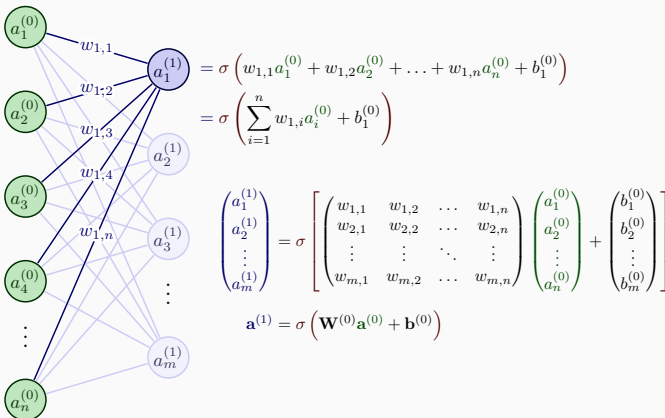 a_1^{(0)}
a_2^{(0)}
a_3^{(0)}
a_4^{(0)}
⋮
a_n^{(0)}
w_{1,1}
w_{1,2}
w_{1,3}
w_{1,4}
w_{1,n}
a_1^{(1)}
a_2^{(1)}
a_3^{(1)}
⋮
a_m^{(1)}
= σ ( w_{1,1} a_1^{(0)} + w_{1,2} a_2^{(0)} + … + w_{1,n} a_n^{(0)} + b_1^{(0)} )
= σ ( ∑_{i=1}^{n} w_{1,i} a_i^{(0)} + b_1^{(0)} )
( a_1^{(1)} a_2^{(1)} ⋮ a_m^{(1)} ) = σ [ ( w_{1,1} w_{1,2} … w_{1,n} w_{2,1} w_{2,2} … w_{2,n} ⋮ ⋮ ⋱ ⋮ w_{m,1} w_{m,2} … w_{m,n} ) ( a_1^{(0)} a_2^{(0)} ⋮ a_n^{(0)} ) + ( b_1^{(0)} b_2^{(0)} ⋮ b_m^{(0)} ) ]
a^{(1)} = σ ( W^{(0)} a^{(0)} + b^{(0)} )